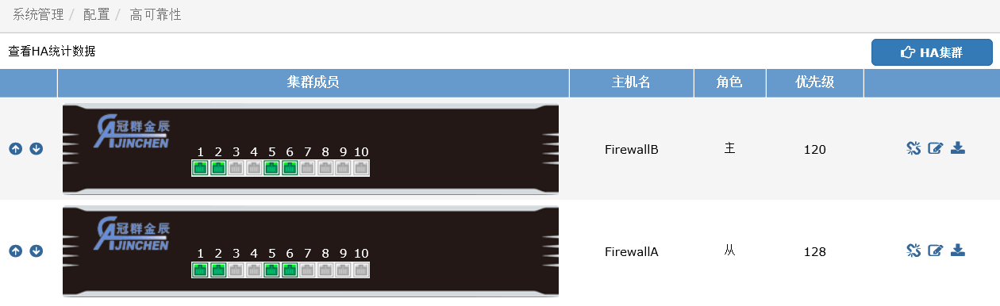 系统管理 / 配置 / 高可靠性
查看HA统计数据
HA集群
集群成员 主机名 角色 优先级
冠群金辰
JINCHEN
1 2 3 4 5 6 7 8 9 10
FirewallB 主 120
冠群金辰
JINCHEN
1 2 3 4 5 6 7 8 9 10
FirewallA 从 128